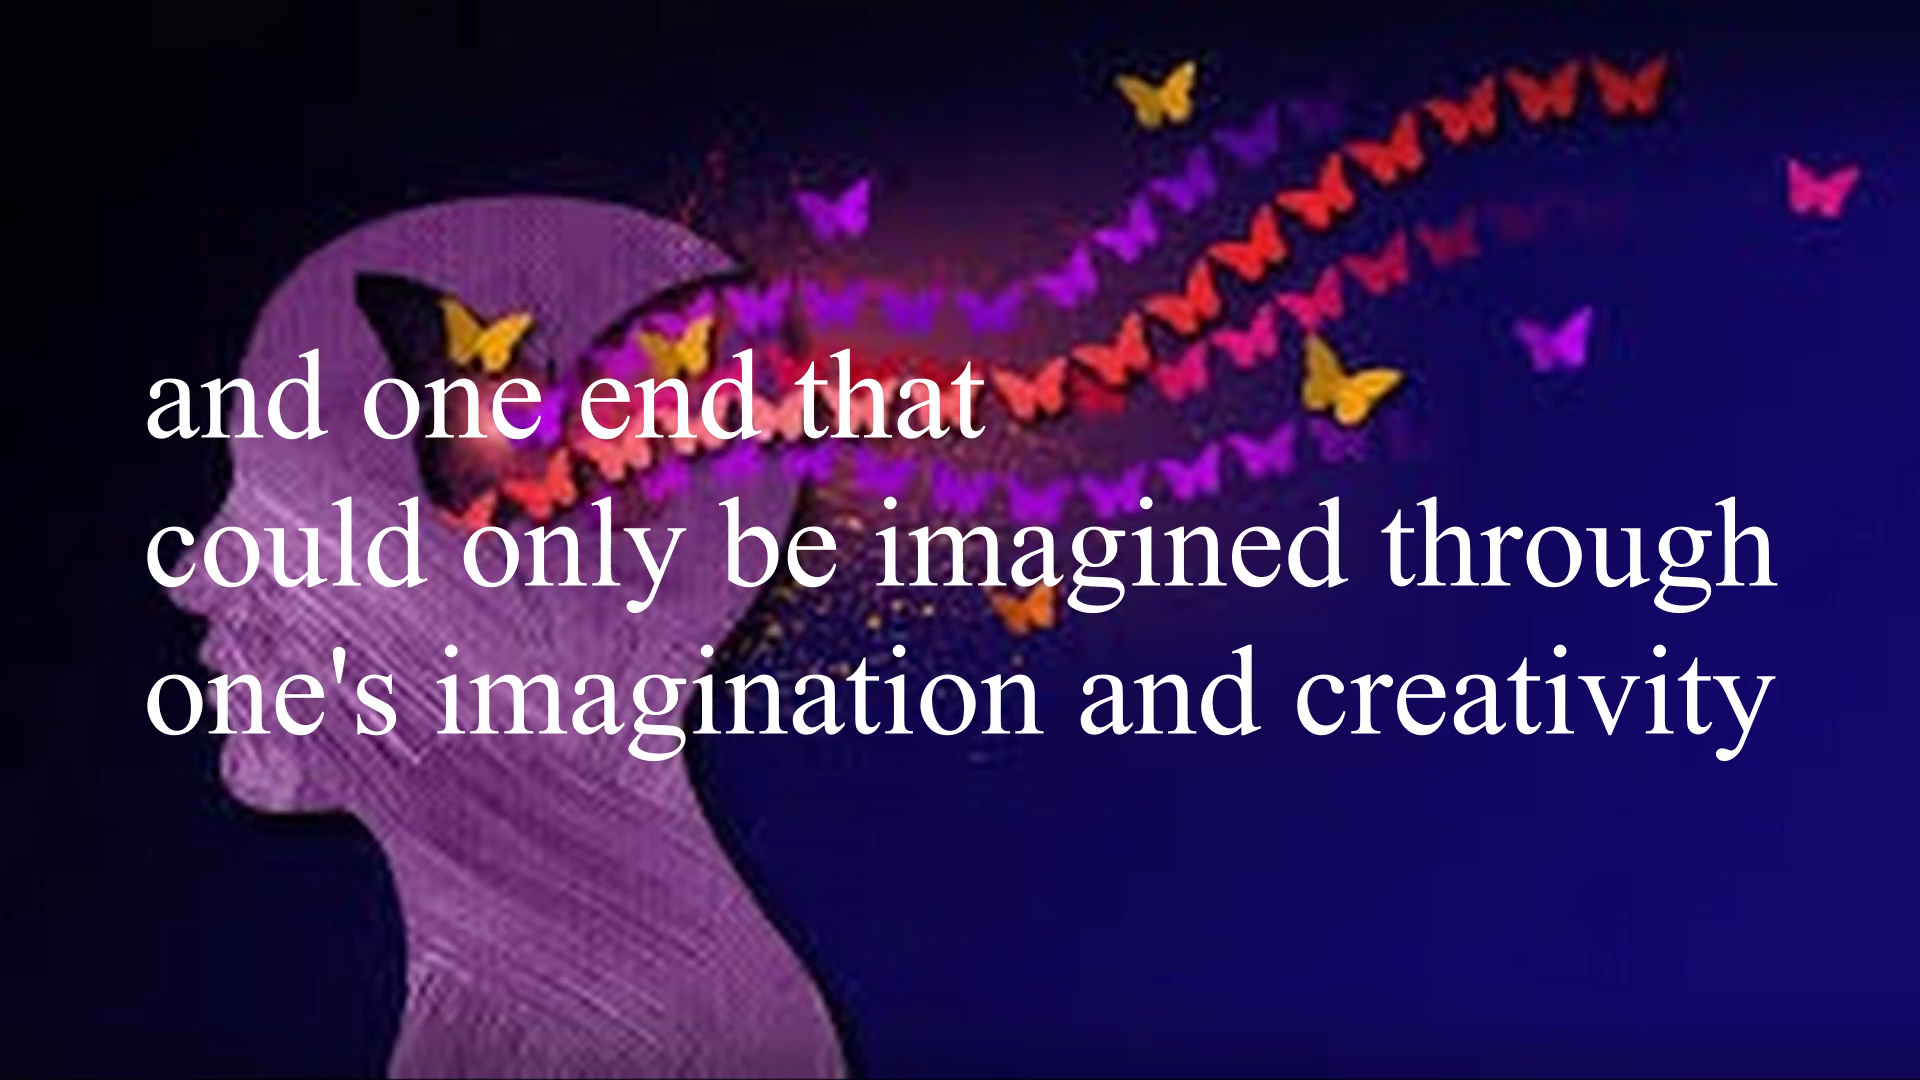 and one end that
could only be imagined through
one's imagination and creativity